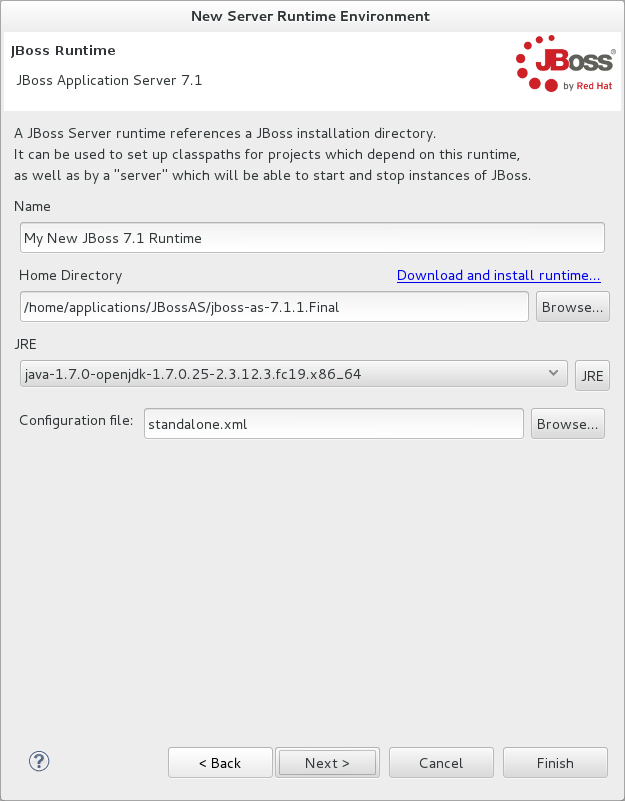 New Server Runtime Environment
JBoss Runtime
JBoss Application Server 7.1
JBoss®
by Red Hat
A JBoss Server runtime references a JBoss installation directory.
It can be used to set up classpaths for projects which depend on this runtime,
as well as by a "server" which will be able to start and stop instances of JBoss.
Name
My New JBoss 7.1 Runtime
Home Directory
Download and install runtime...
/home/applications/JBossAS/jboss-as-7.1.1.Final
Browse...
JRE
java-1.7.0-openjdk-1.7.0.25-2.3.12.3.fc19.x86_64
JRE
Configuration file:
standalone.xml
Browse...
?
< Back
Next >
Cancel
Finish